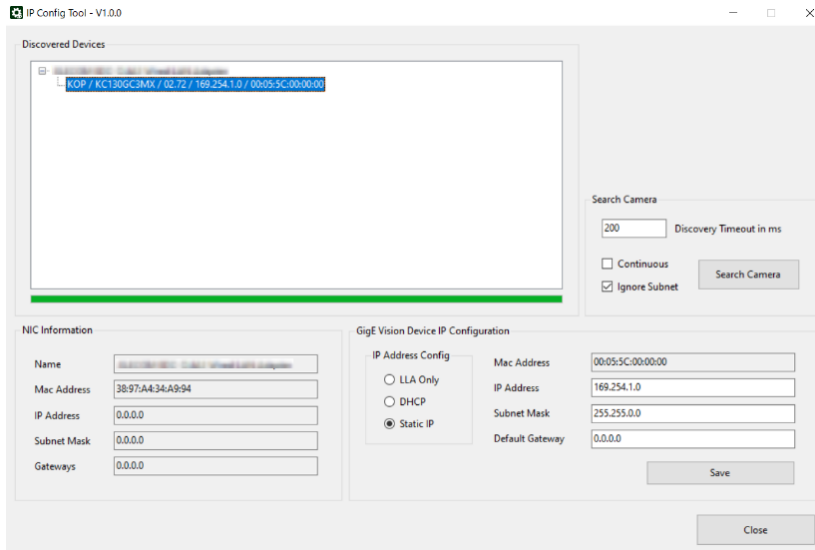 IP Config Tool - V1.0.0
Discovered Devices
KOP / KC130GC3MX / 02.72 / 169.254.1.0 / 00:05:5C:00:00:00
Search Camera
200 Discovery Timeout in ms
Continuous
Search Camera
Ignore Subnet
NIC Information
Name
Mac Address 38:97:A4:34:A9:94
IP Address 0.0.0.0
Subnet Mask 0.0.0.0
Gateways 0.0.0.0
GigE Vision Device IP Configuration
IP Address Config
LLA Only
DHCP
Static IP
Mac Address 00:05:5C:00:00:00
IP Address 169.254.1.0
Subnet Mask 255.255.0.0
Default Gateway 0.0.0.0
Save
Close